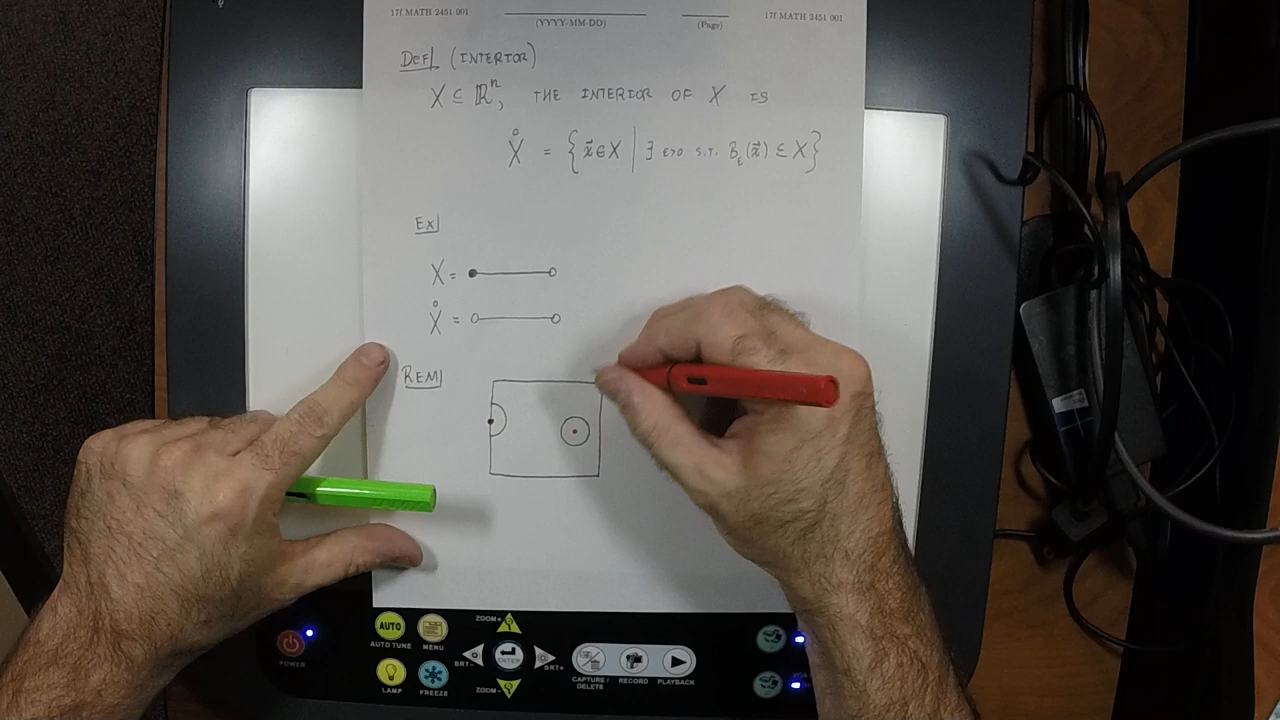 17f MATH 2451 001 (YYYY-MM-DD) (Page) 17f MATH 2451 001
DEF (INTERIOR)
X ⊆ ℝⁿ, THE INTERIOR OF X IS
X̊ = { x⃗ ∈ X | ∃ ε>0 S.T. B_ε(x⃗) ⊆ X }
EX
X =
X̊ =
REM
POWER
AUTO
AUTO TUNE
MENU
LAMP
FREEZE
ZOOM+
BRT-
ENTER
BRT+
ZOOM-
CAPTURE / DELETE
RECORD
PLAYBACK